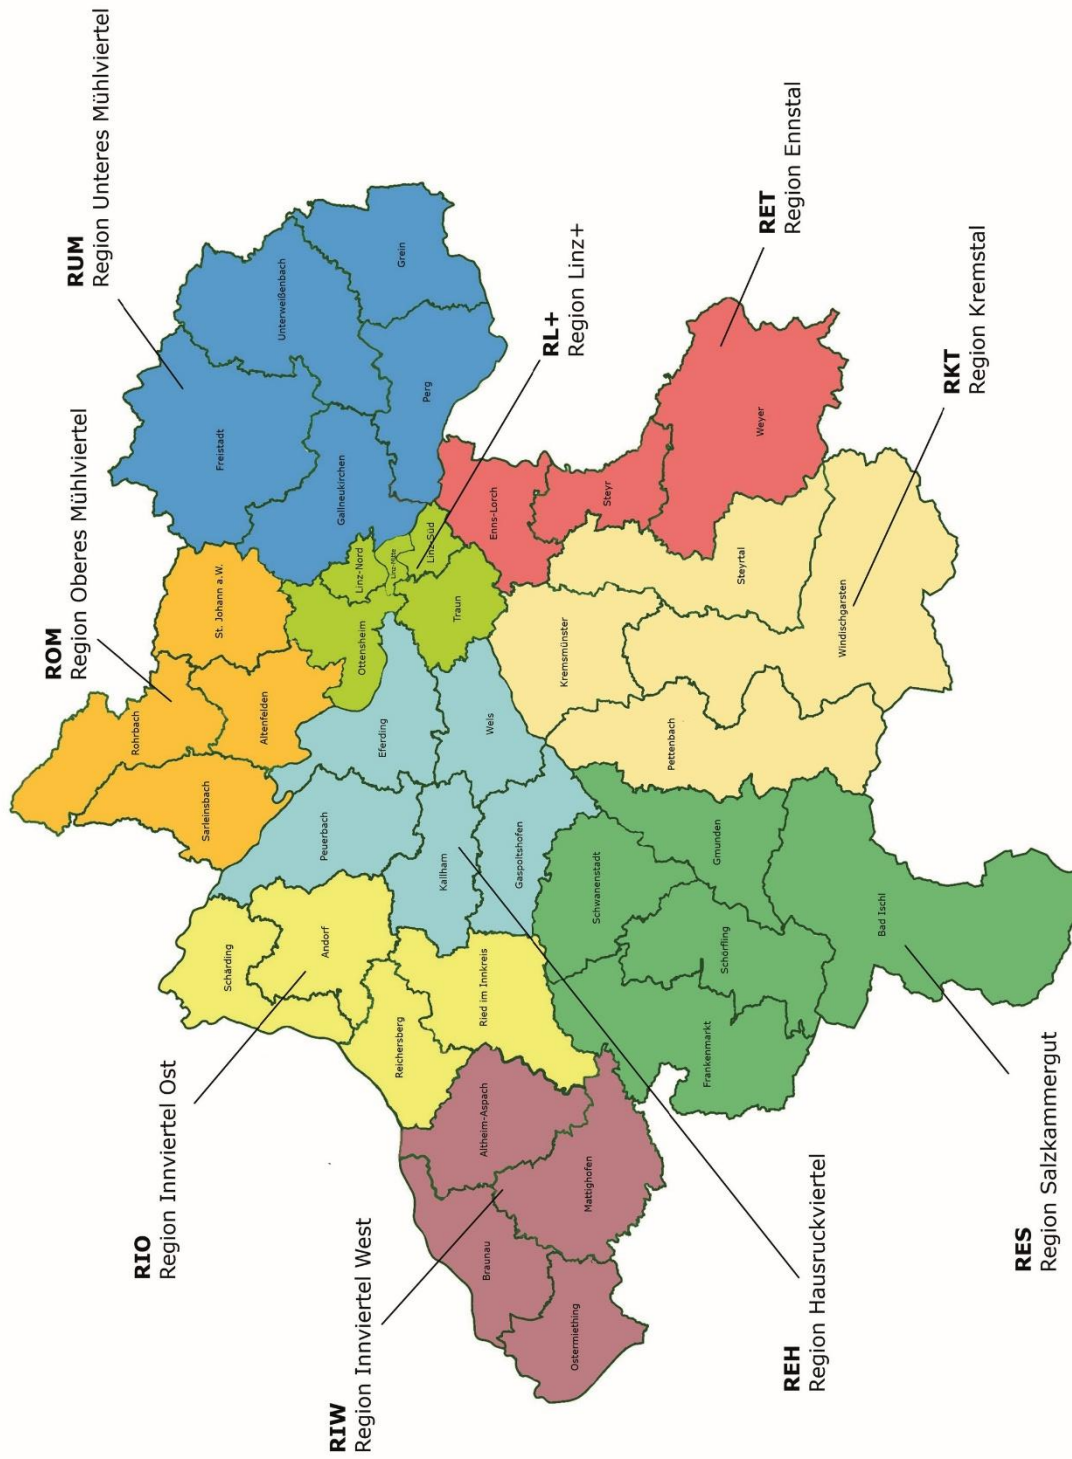 RUM
Region Unteres Mühlviertel
ROM
Region Oberes Mühlviertel
RIO
Region Innviertel Ost
RIW
Region Innviertel West
RL+
Region Linz+
RET
Region Ennstal
RKT
Region Kremstal
REH
Region Hausruckviertel
RES
Region Salzkammergut
Rohrbach
Sarleinsbach
Altenfelden
St. Johann a.W.
Freistadt
Unterweißenbach
Grein
Gallneukirchen
Perg
Linz-Nord
Linz-Mitte
Linz-Süd
Ottensheim
Traun
Enns-Lorch
Steyr
Weyer
Schärding
Andorf
Reichersberg
Ried im Innkreis
Peuerbach
Eferding
Kallham
Wels
Gaspoltshofen
Altheim-Aspach
Braunau
Mattighofen
Ostermiething
Kremsmünster
Steyrtal
Pettenbach
Windischgarsten
Schwanenstadt
Gmunden
Schörfling
Frankenmarkt
Bad Ischl